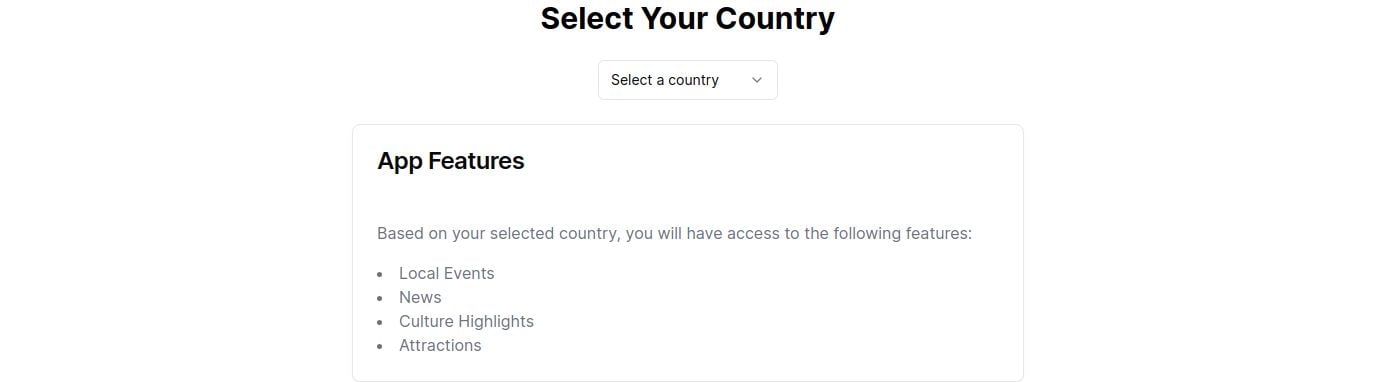 Select Your Country
Select a country
App Features
Based on your selected country, you will have access to the following features:
Local Events
News
Culture Highlights
Attractions